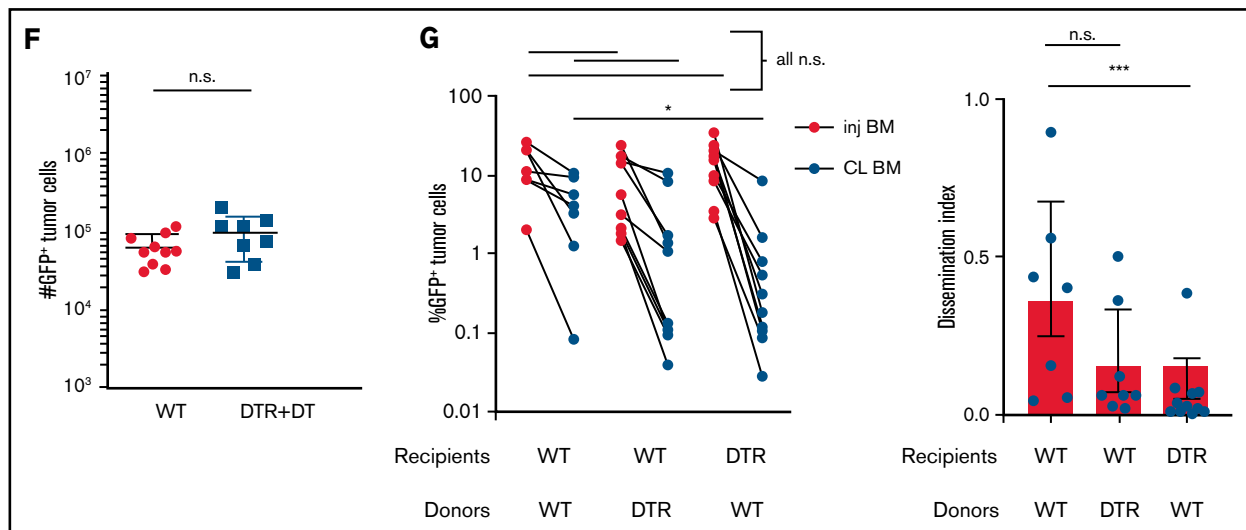 F
n.s.
#GFP+ tumor cells
10^7
10^6
10^5
10^4
10^3
WT DTR+DT
G
all n.s.
*
inj BM
CL BM
%GFP+ tumor cells
100
10
1
0.1
0.01
Recipients WT WT DTR
Donors WT DTR WT
n.s.
***
Dissemination index
1.0
0.5
0.0
Recipients WT WT DTR
Donors WT DTR WT